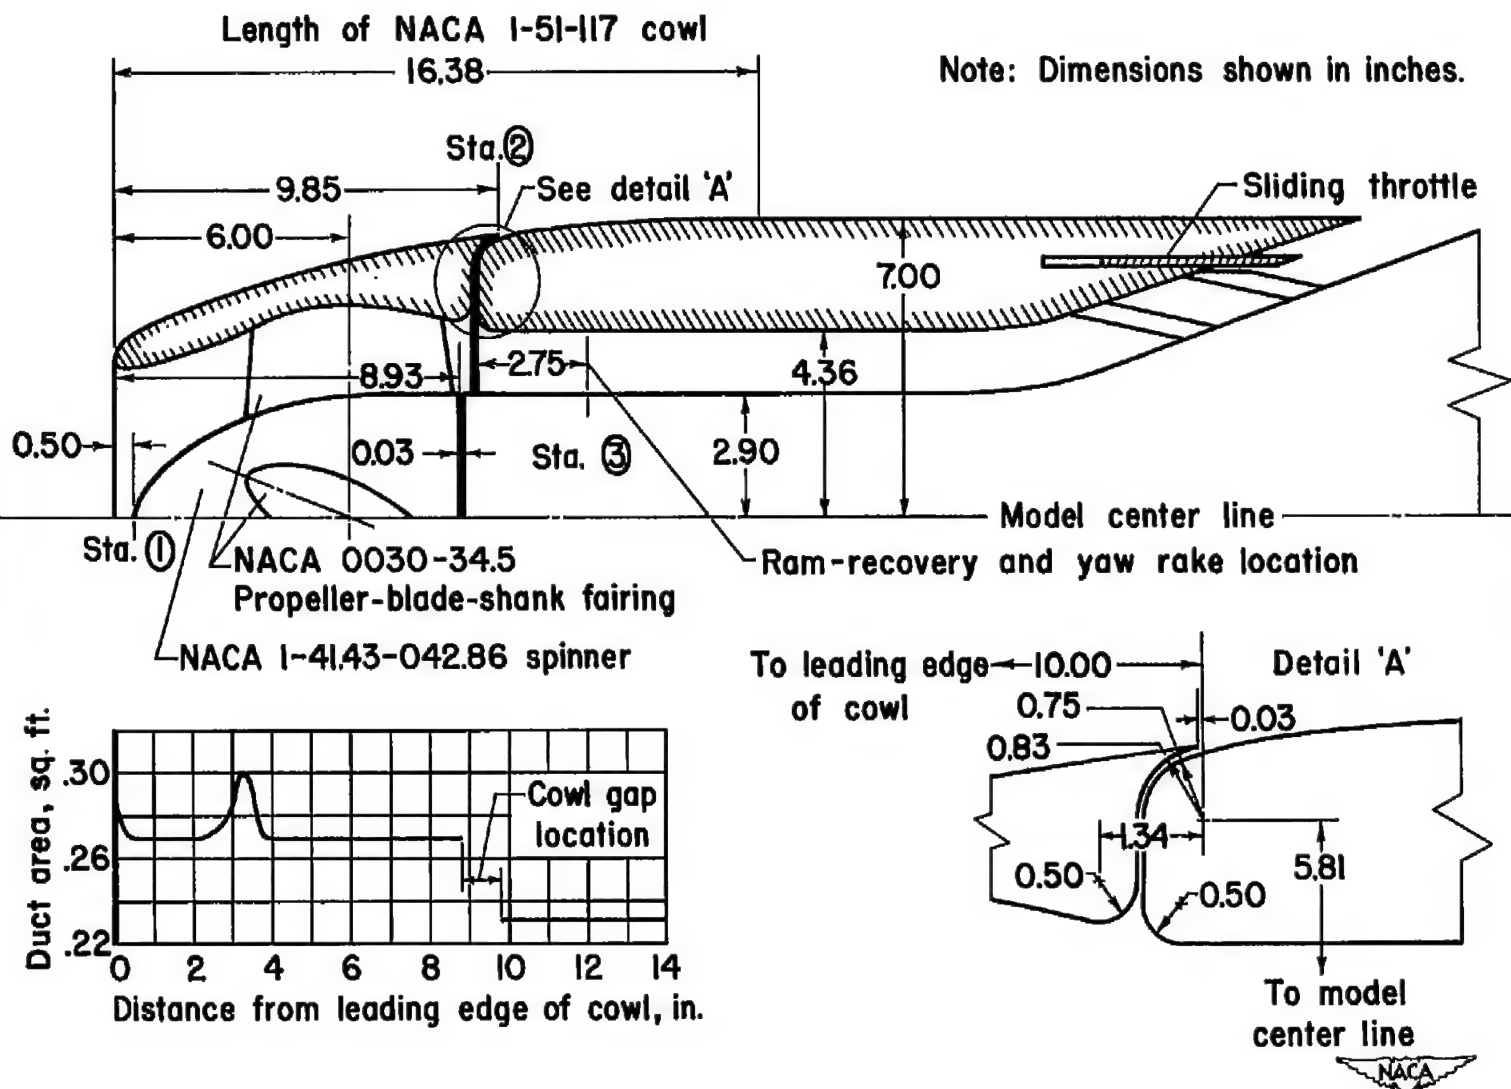 Length of NACA 1-51-117 cowl
16.38
Note: Dimensions shown in inches.
Sta. ②
9.85
See detail 'A'
Sliding throttle
6.00
7.00
8.93
2.75
4.36
0.50
0.03
Sta. ③
2.90
Model center line
Sta. ①
NACA 0030-34.5
Propeller-blade-shank fairing
Ram-recovery and yaw rake location
NACA 1-41.43-042.86 spinner
To leading edge
of cowl
10.00
Detail 'A'
0.75
0.03
0.83
1.34
0.50
0.50
5.81
To model
center line
Duct area, sq. ft.
.30
.26
.22
Cowl gap
location
0 2 4 6 8 10 12 14
Distance from leading edge of cowl, in.
NACA